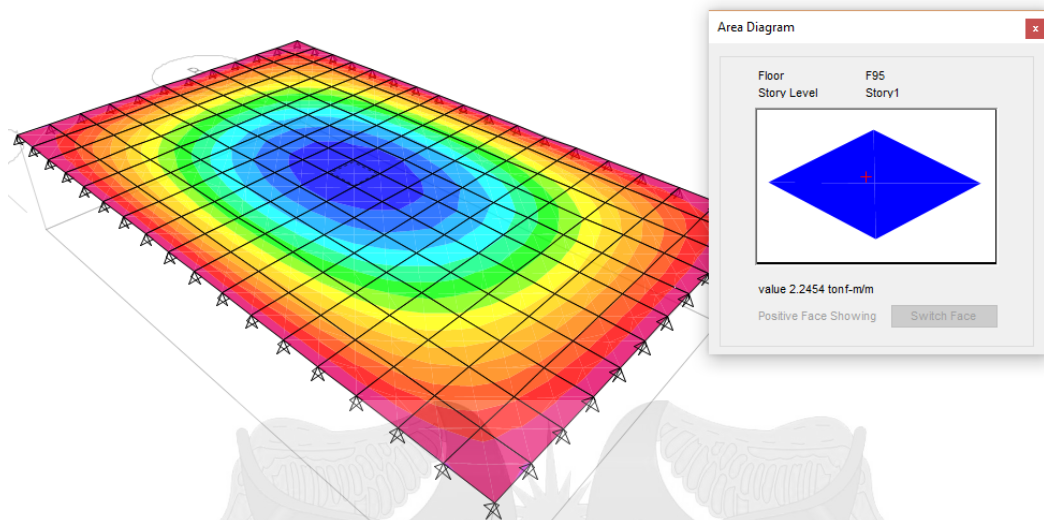 Area Diagram
x
Floor F95
Story Level Story1
value 2.2454 tonf-m/m
Positive Face Showing Switch Face